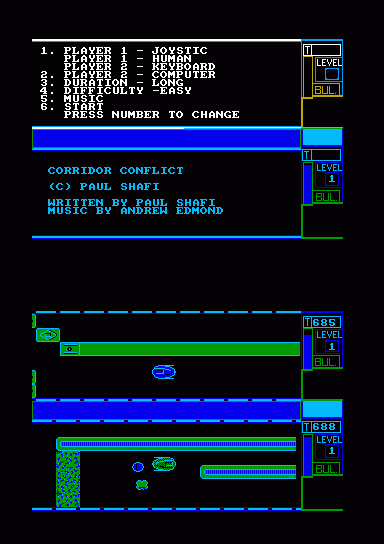 1. PLAYER 1 - JOYSTIC
PLAYER 1 - HUMAN
PLAYER 2 - KEYBOARD
2. PLAYER 2 - COMPUTER
3. DURATION - LONG
4. DIFFICULTY -EASY
5. MUSIC
6. START
PRESS NUMBER TO CHANGE
T
LEVEL
BUL.
CORRIDOR CONFLICT
(C) PAUL SHAFI
WRITTEN BY PAUL SHAFI
MUSIC BY ANDREW EDMOND
T
LEVEL
1
BUL.
T685
LEVEL
1
BUL.
T688
LEVEL
1
BUL.